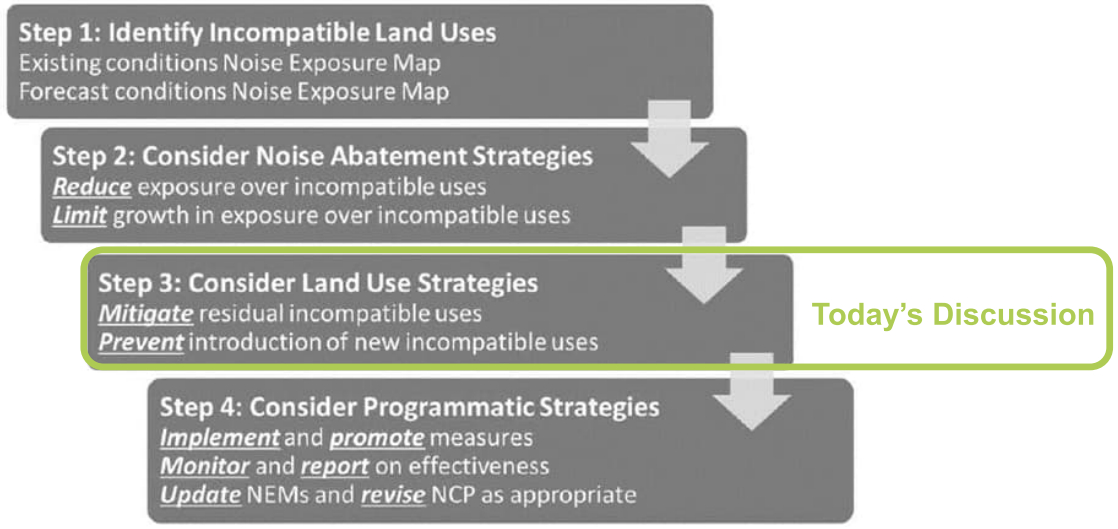 Step 1: Identify Incompatible Land Uses
Existing conditions Noise Exposure Map
Forecast conditions Noise Exposure Map
Step 2: Consider Noise Abatement Strategies
Reduce exposure over incompatible uses
Limit growth in exposure over incompatible uses
Step 3: Consider Land Use Strategies
Mitigate residual incompatible uses
Prevent introduction of new incompatible uses
Today's Discussion
Step 4: Consider Programmatic Strategies
Implement and promote measures
Monitor and report on effectiveness
Update NEMs and revise NCP as appropriate